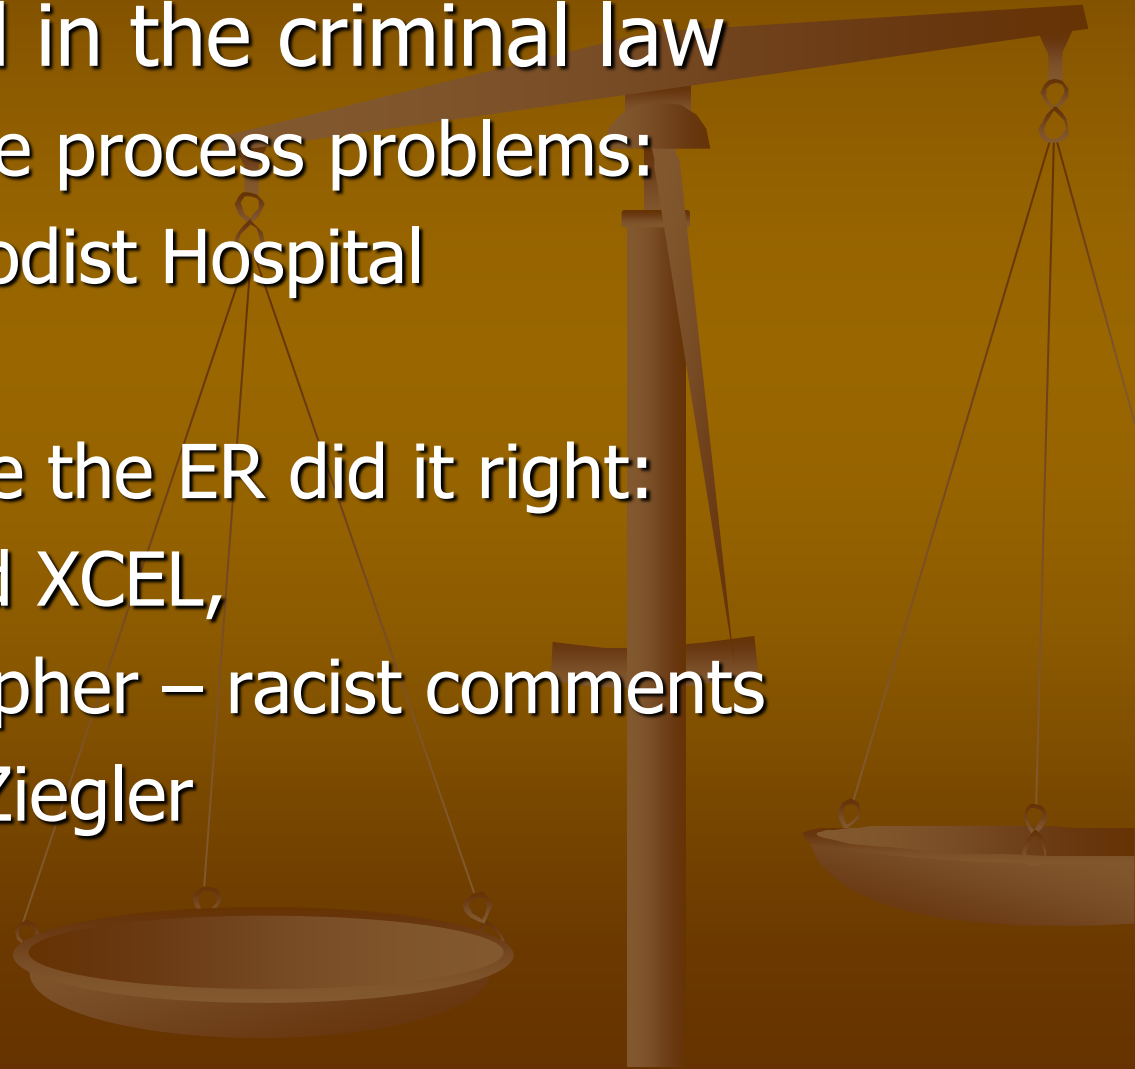 in the criminal law
process problems:
odist Hospital
e the ER did it right:
d XCEL,
pher – racist comments
Ziegler